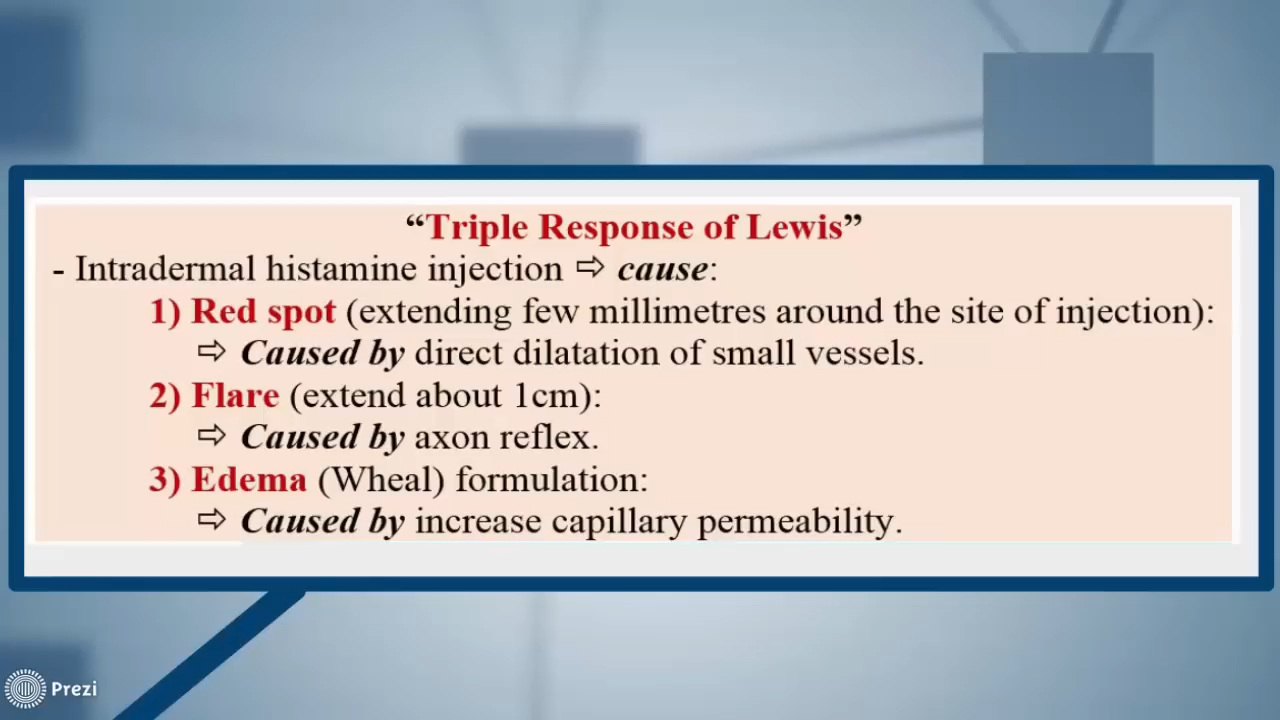 “Triple Response of Lewis”
- Intradermal histamine injection ⇨ cause:
1) Red spot (extending few millimetres around the site of injection):
⇨ Caused by direct dilatation of small vessels.
2) Flare (extend about 1cm):
⇨ Caused by axon reflex.
3) Edema (Wheal) formulation:
⇨ Caused by increase capillary permeability.
Prezi